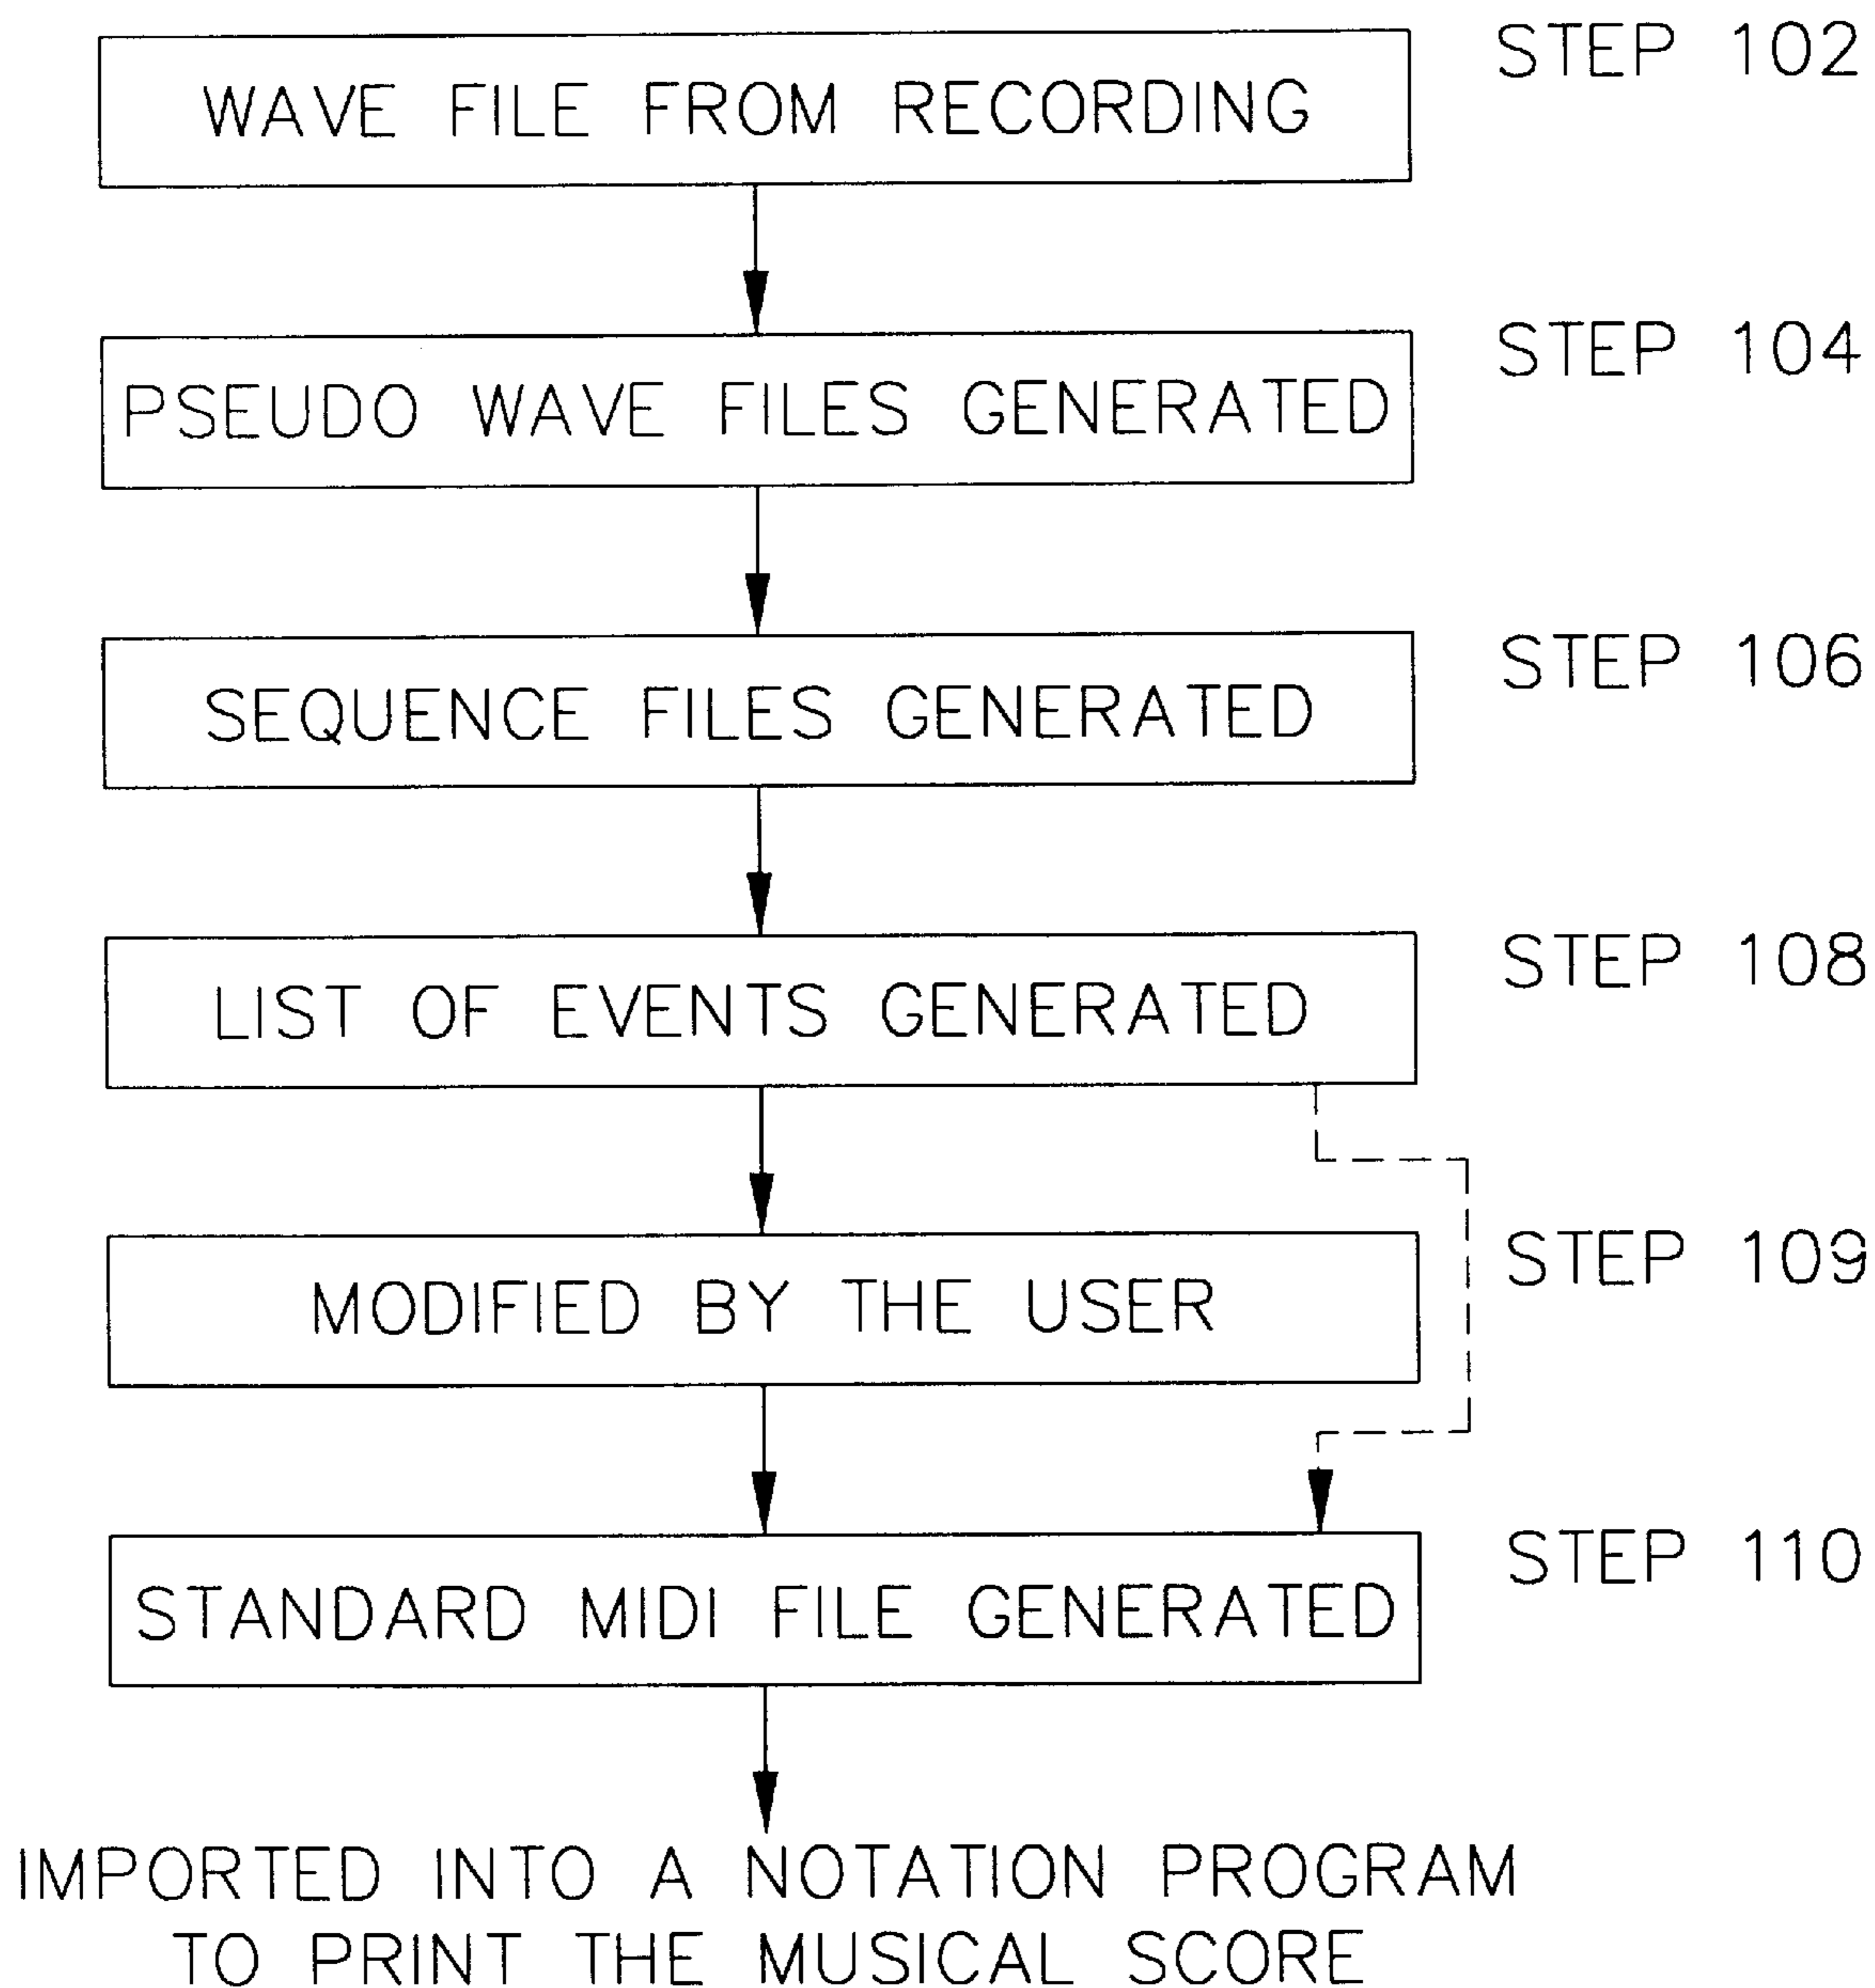 WAVE FILE FROM RECORDING
STEP 102
PSEUDO WAVE FILES GENERATED
STEP 104
SEQUENCE FILES GENERATED
STEP 106
LIST OF EVENTS GENERATED
STEP 108
MODIFIED BY THE USER
STEP 109
STANDARD MIDI FILE GENERATED
STEP 110
IMPORTED INTO A NOTATION PROGRAM
TO PRINT THE MUSICAL SCORE